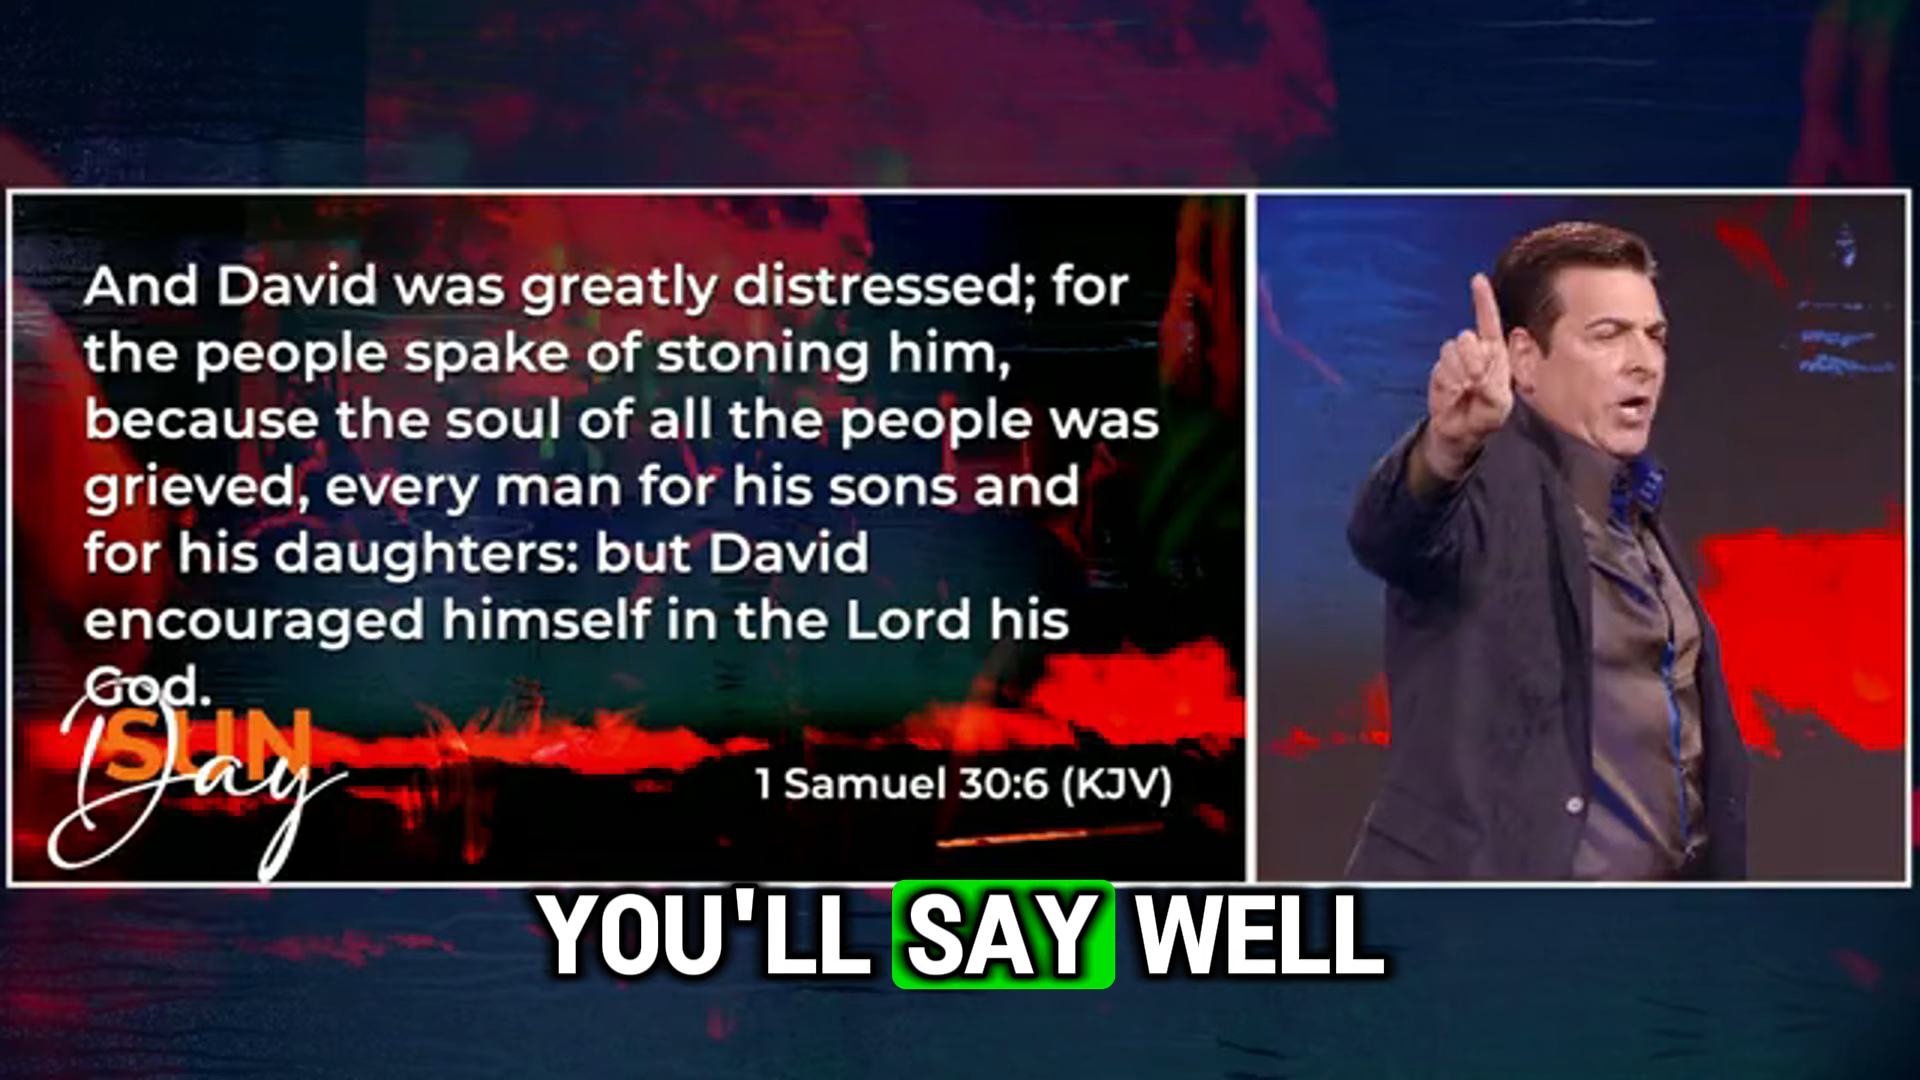 And David was greatly distressed; for
the people spake of stoning him,
because the soul of all the people was
grieved, every man for his sons and
for his daughters: but David
encouraged himself in the Lord his
God.
SUN
Day
1 Samuel 30:6 (KJV)
YOU'LL SAY WELL